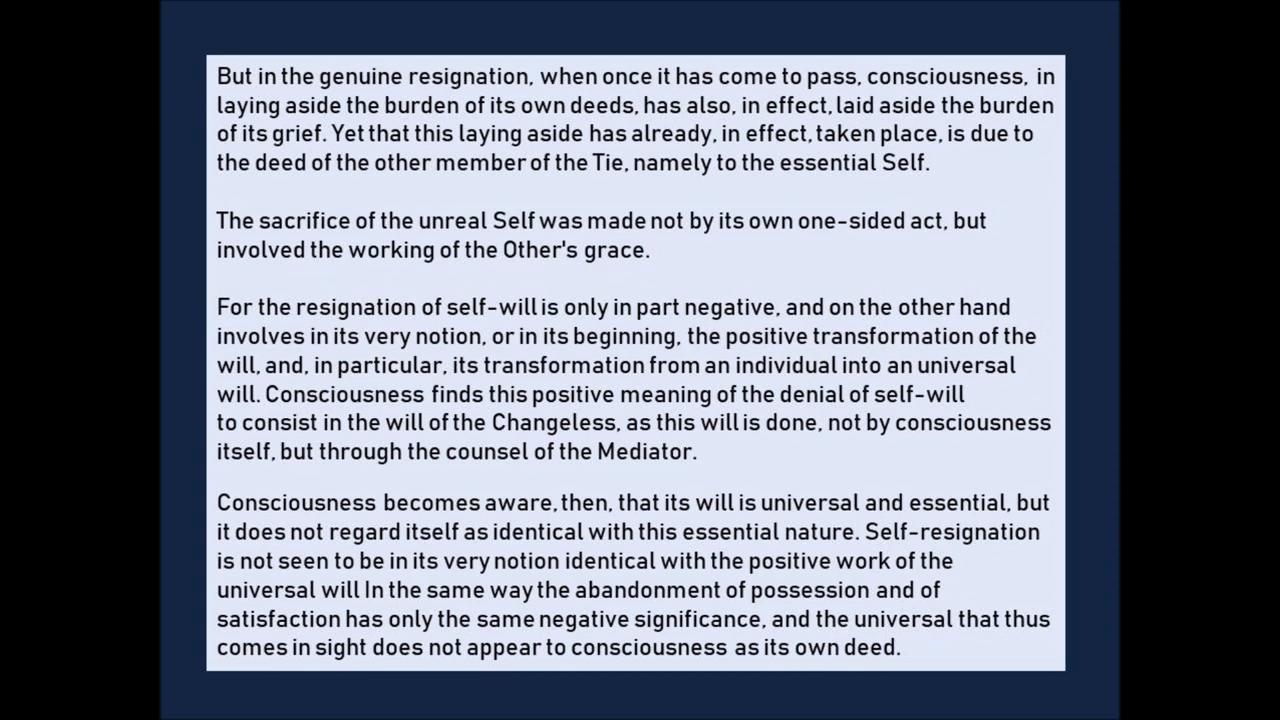 But in the genuine resignation, when once it has come to pass, consciousness, in
laying aside the burden of its own deeds, has also, in effect, laid aside the burden
of its grief. Yet that this laying aside has already, in effect, taken place, is due to
the deed of the other member of the Tie, namely to the essential Self.
The sacrifice of the unreal Self was made not by its own one-sided act, but
involved the working of the Other's grace.
For the resignation of self-will is only in part negative, and on the other hand
involves in its very notion, or in its beginning, the positive transformation of the
will, and, in particular, its transformation from an individual into an universal
will. Consciousness finds this positive meaning of the denial of self-will
to consist in the will of the Changeless, as this will is done, not by consciousness
itself, but through the counsel of the Mediator.
Consciousness becomes aware, then, that its will is universal and essential, but
it does not regard itself as identical with this essential nature. Self-resignation
is not seen to be in its very notion identical with the positive work of the
universal will In the same way the abandonment of possession and of
satisfaction has only the same negative significance, and the universal that thus
comes in sight does not appear to consciousness as its own deed.